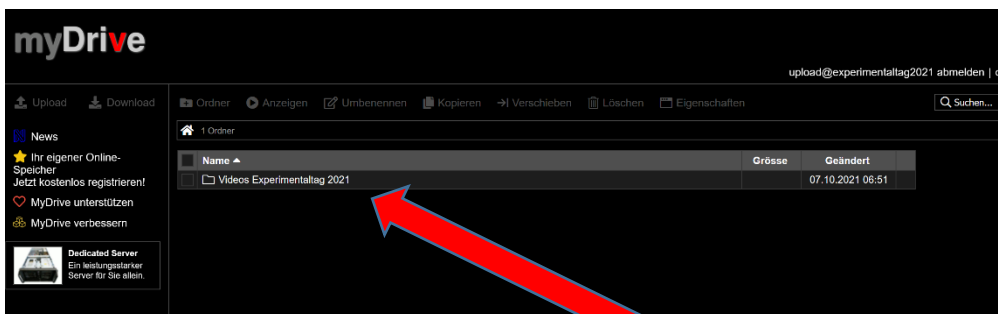 myDrive
upload@experimentaltag2021 abmelden |
Upload Download Ordner Anzeigen Umbenennen Kopieren Verschieben Löschen Eigenschaften Suchen...
News
1 Ordner
Ihr eigener Online-
Speicher
Jetzt kostenlos registrieren!
MyDrive unterstützen
MyDrive verbessern
Dedicated Server
Ein leistungsstarker
Server für Sie allein.
Name Grösse Geändert
Videos Experimentaltag 2021 07.10.2021 06:51